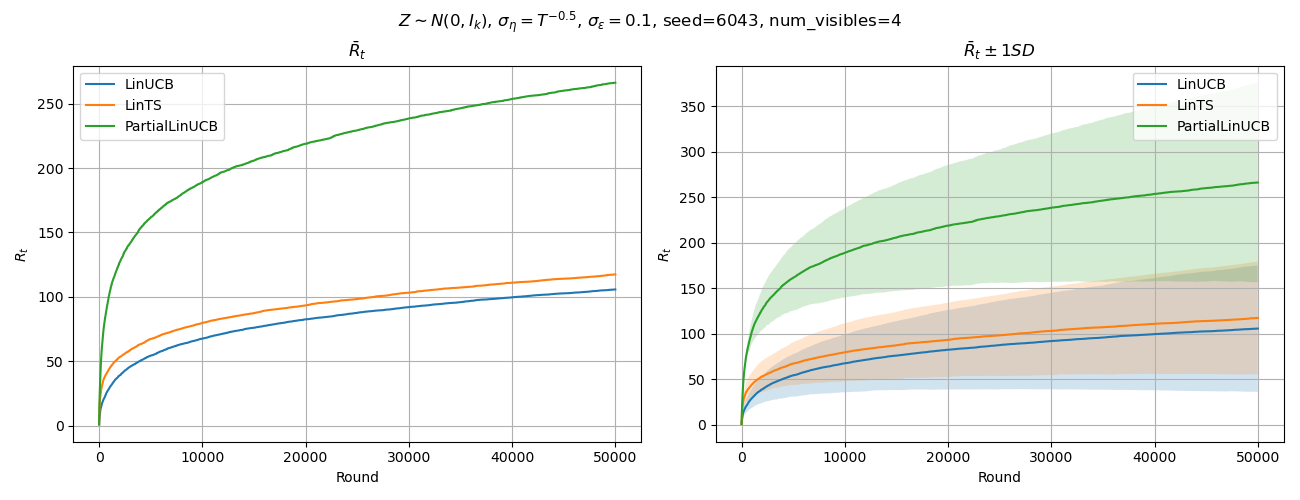 Z ~ N(0, I_k), σ_η = T^{-0.5}, σ_ε = 0.1, seed=6043, num_visibles=4
R̄_t
LinUCB
LinTS
PartialLinUCB
R_t
250
200
150
100
50
0
0 10000 20000 30000 40000 50000
Round
R̄_t ± 1SD
LinUCB
LinTS
PartialLinUCB
R_t
350
300
250
200
150
100
50
0
0 10000 20000 30000 40000 50000
Round